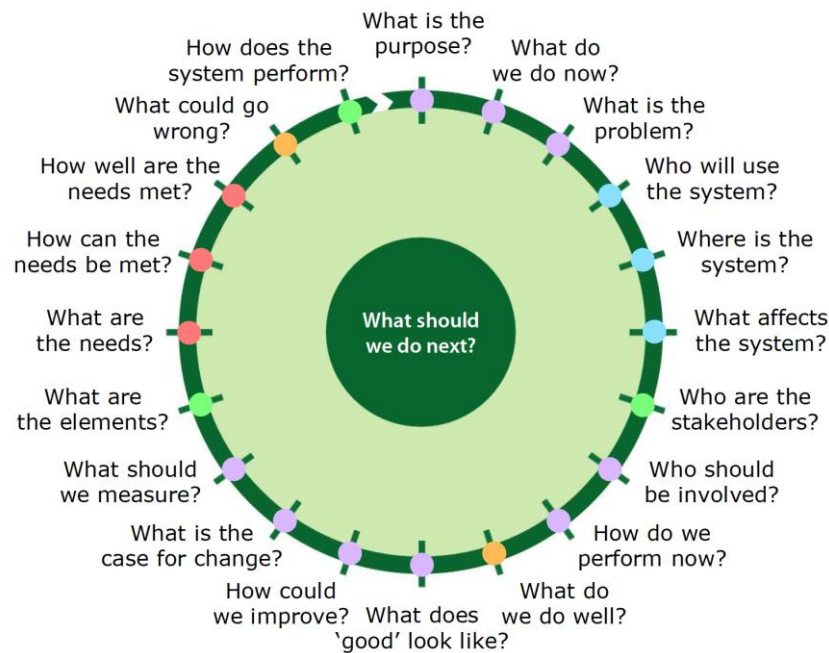 What is the
purpose?
What do
we do now?
What is the
problem?
Who will use
the system?
Where is the
system?
What affects
the system?
Who are the
stakeholders?
Who should
be involved?
How do we
perform now?
What do
we do well?
What does
‘good’ look like?
How could
we improve?
What is the
case for change?
What should
we measure?
What are
the elements?
What are
the needs?
How can the
needs be met?
How well are the
needs met?
What could go
wrong?
How does the
system perform?
What should
we do next?